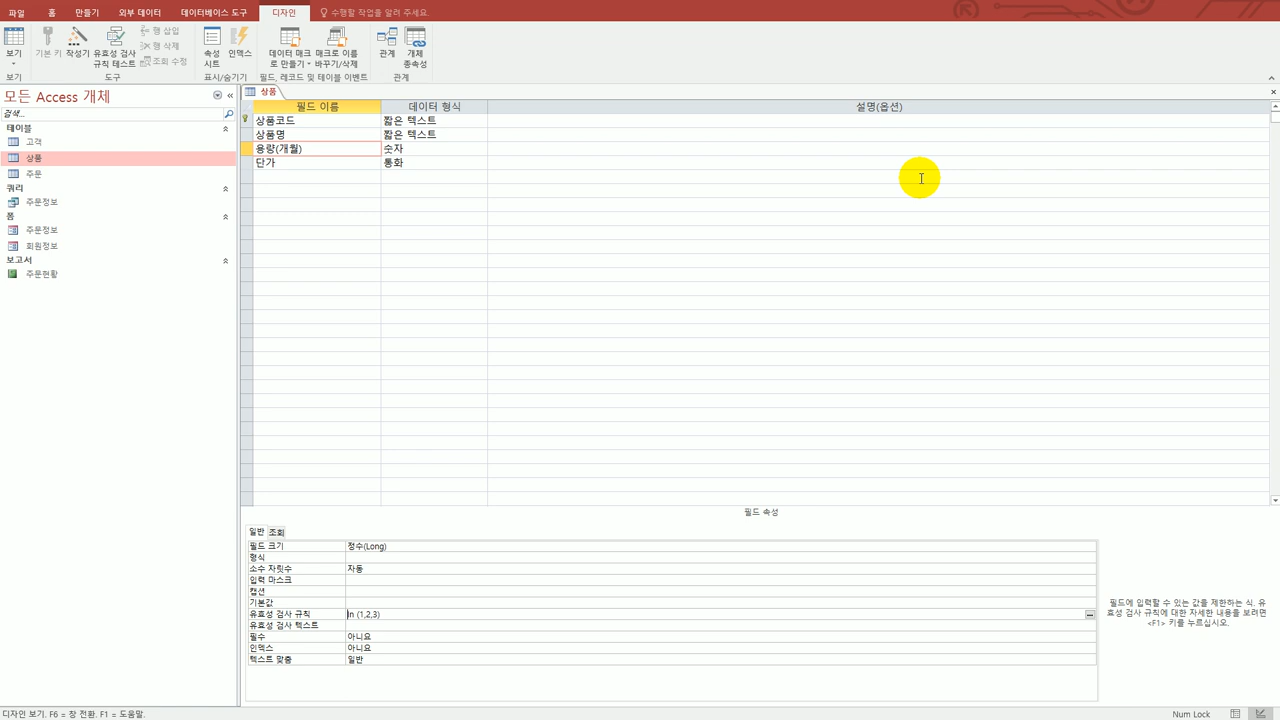 파일 홈 만들기 외부 데이터 데이터베이스 도구 디자인 수행할 작업을 알려 주세요.
보기
기본 키
작성기
유효성 검사
규칙 테스트
행 삽입
행 삭제
조회 수정
속성
시트
인덱스
데이터 매크
로 만들기
매크로 이름
바꾸기/삭제
관계
개체
종속성
보기 도구 표시/숨기기 필드, 레코드 및 테이블 이벤트 관계
모든 Access 개체
검색...
테이블
고객
상품
주문
쿼리
주문정보
폼
주문정보
회원정보
보고서
주문현황
상품
필드 이름 데이터 형식 설명(옵션)
상품코드 짧은 텍스트
상품명 짧은 텍스트
용량(개월) 숫자
단가 통화
필드 속성
일반 조회
필드 크기 정수(Long)
형식
소수 자릿수 자동
입력 마스크
캡션
기본값
유효성 검사 규칙 In (1,2,3)
유효성 검사 텍스트
필수 아니요
인덱스 아니요
텍스트 맞춤 일반
필드에 입력할 수 있는 값을 제한하는 식. 유
효성 검사 규칙에 대한 자세한 내용을 보려면
<F1> 키를 누르십시오.
디자인 보기. F6 = 창 전환. F1 = 도움말.
Num Lock